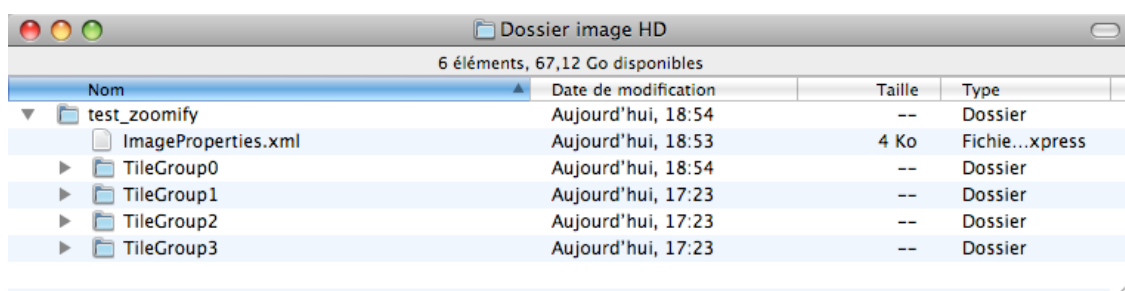 Dossier image HD
6 éléments, 67,12 Go disponibles
Nom Date de modification Taille Type
test_zoomify Aujourd'hui, 18:54 -- Dossier
ImageProperties.xml Aujourd'hui, 18:53 4 Ko Fichie...xpress
TileGroup0 Aujourd'hui, 18:54 -- Dossier
TileGroup1 Aujourd'hui, 17:23 -- Dossier
TileGroup2 Aujourd'hui, 17:23 -- Dossier
TileGroup3 Aujourd'hui, 17:23 -- Dossier